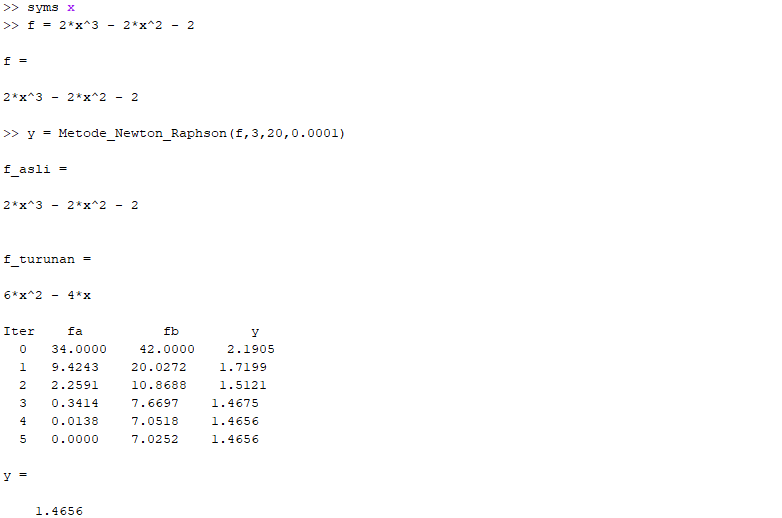 >> syms x
>> f = 2*x^3 - 2*x^2 - 2
f =
2*x^3 - 2*x^2 - 2
>> y = Metode_Newton_Raphson(f,3,20,0.0001)
f_asli =
2*x^3 - 2*x^2 - 2
f_turunan =
6*x^2 - 4*x
Iter fa fb y
0 34.0000 42.0000 2.1905
1 9.4243 20.0272 1.7199
2 2.2591 10.8688 1.5121
3 0.3414 7.6697 1.4675
4 0.0138 7.0518 1.4656
5 0.0000 7.0252 1.4656
y =
1.4656